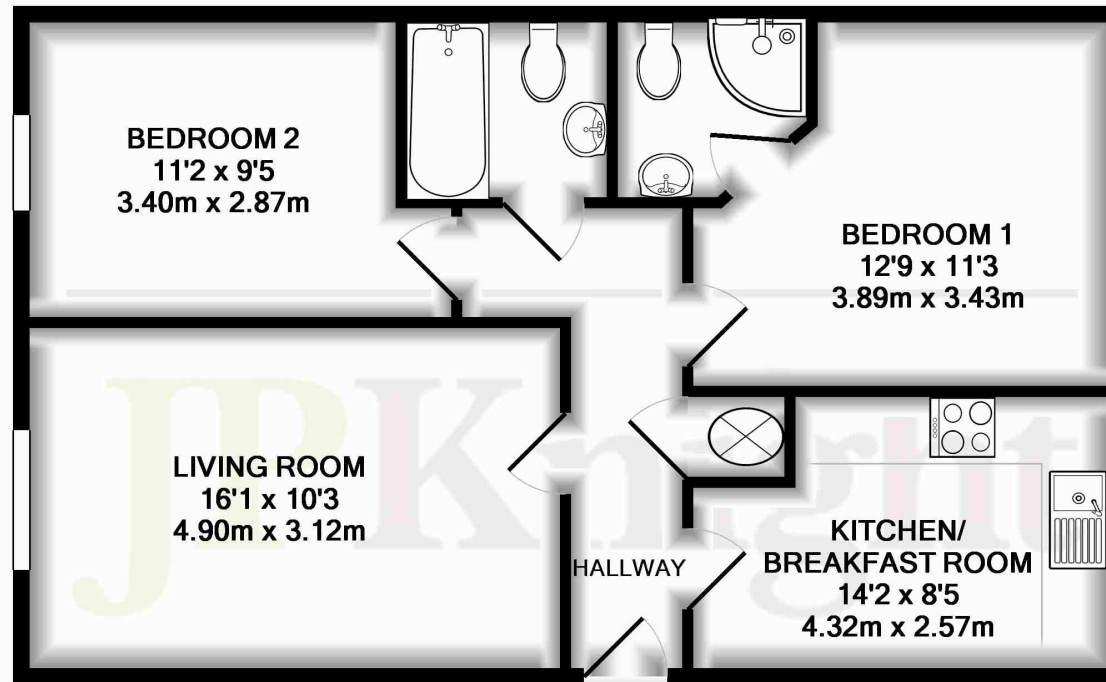 BEDROOM 2
11'2 x 9'5
3.40m x 2.87m
BEDROOM 1
12'9 x 11'3
3.89m x 3.43m
LIVING ROOM
16'1 x 10'3
4.90m x 3.12m
HALLWAY
KITCHEN/
BREAKFAST ROOM
14'2 x 8'5
4.32m x 2.57m
JPKnight